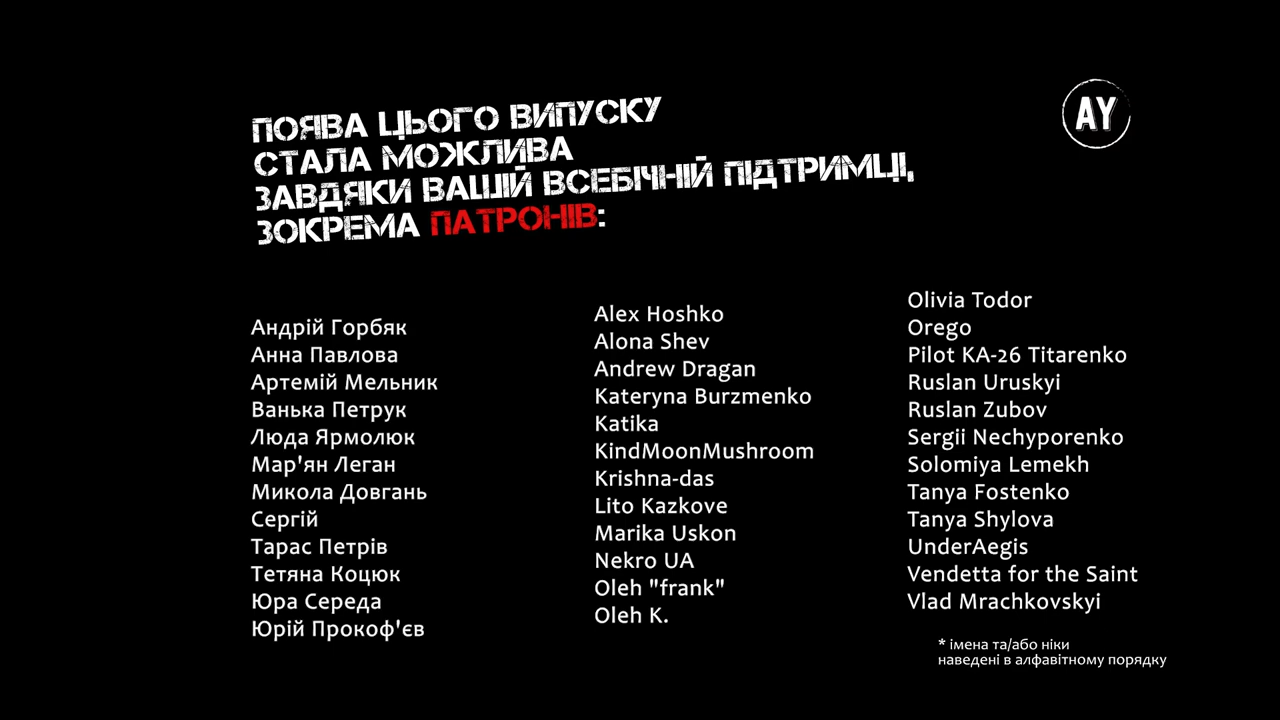 ПОЯВА ЦЬОГО ВИПУСКУ
СТАЛА МОЖЛИВА
ЗАВДЯКИ ВАШІЙ ВСЕБІЧНІЙ ПІДТРИМЦІ,
ЗОКРЕМА ПАТРОНІВ:
AY
Андрій Горбяк
Анна Павлова
Артемій Мельник
Ванька Петрук
Люда Ярмолюк
Мар'ян Леган
Микола Довгань
Сергій
Тарас Петрів
Тетяна Коцюк
Юра Середа
Юрій Прокоф'єв
Alex Hoshko
Alona Shev
Andrew Dragan
Kateryna Burzmenko
Katika
KindMoonMushroom
Krishna-das
Lito Kazkove
Marika Uskon
Nekro UA
Oleh "frank"
Oleh K.
Olivia Todor
Orego
Pilot KA-26 Titarenko
Ruslan Uruskyi
Ruslan Zubov
Sergii Nechyporenko
Solomiya Lemekh
Tanya Fostenko
Tanya Shylova
UnderAegis
Vendetta for the Saint
Vlad Mrachkovskyi
* імена та/або ніки
наведені в алфавітному порядку